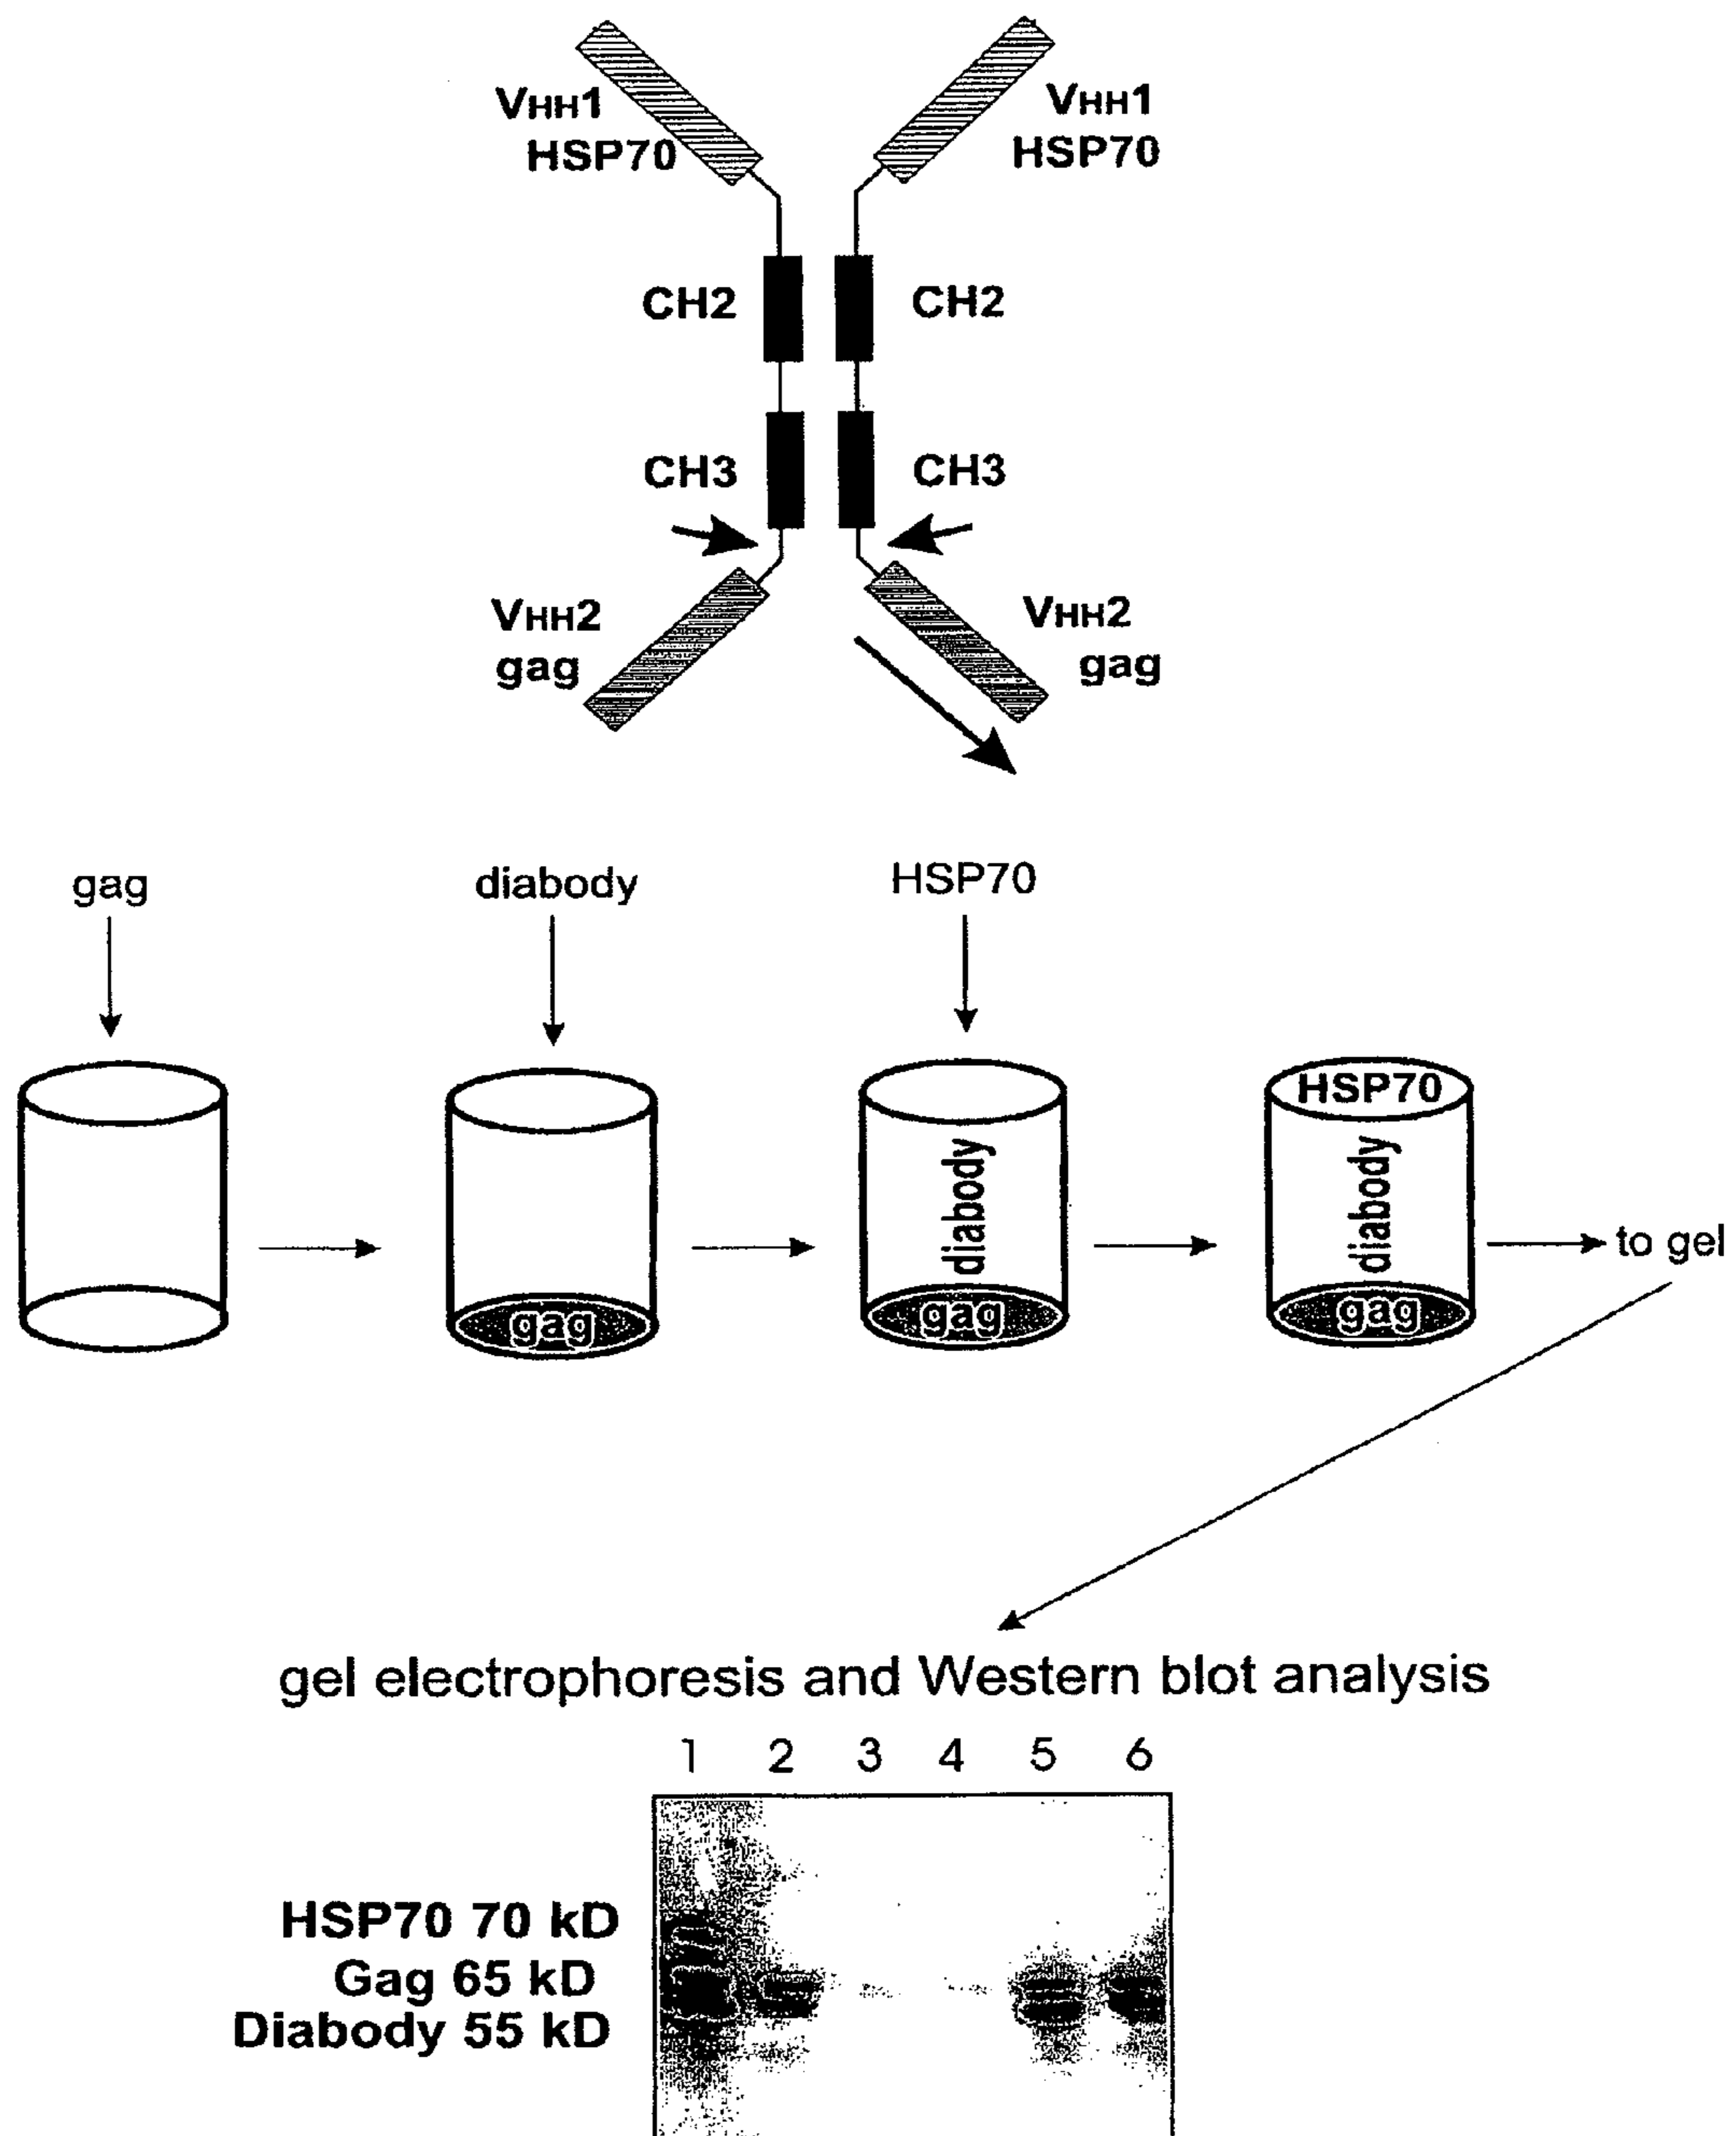 VHH1 VHH1
HSP70 HSP70
CH2 CH2
CH3 CH3
VHH2 VHH2
gag gag
gag diabody HSP70
HSP70
diabody diabody
to gel
gag gag gag
gel electrophoresis and Western blot analysis
1 2 3 4 5 6
HSP70 70 kD
Gag 65 kD
Diabody 55 kD